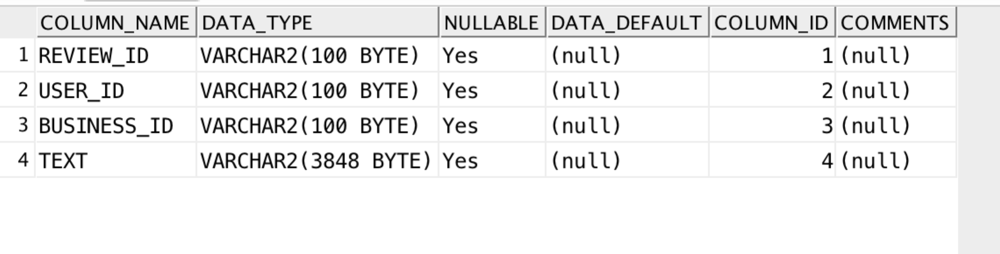 COLUMN_NAME DATA_TYPE NULLABLE DATA_DEFAULT COLUMN_ID COMMENTS
1 REVIEW_ID VARCHAR2(100 BYTE) Yes (null) 1 (null)
2 USER_ID VARCHAR2(100 BYTE) Yes (null) 2 (null)
3 BUSINESS_ID VARCHAR2(100 BYTE) Yes (null) 3 (null)
4 TEXT VARCHAR2(3848 BYTE) Yes (null) 4 (null)